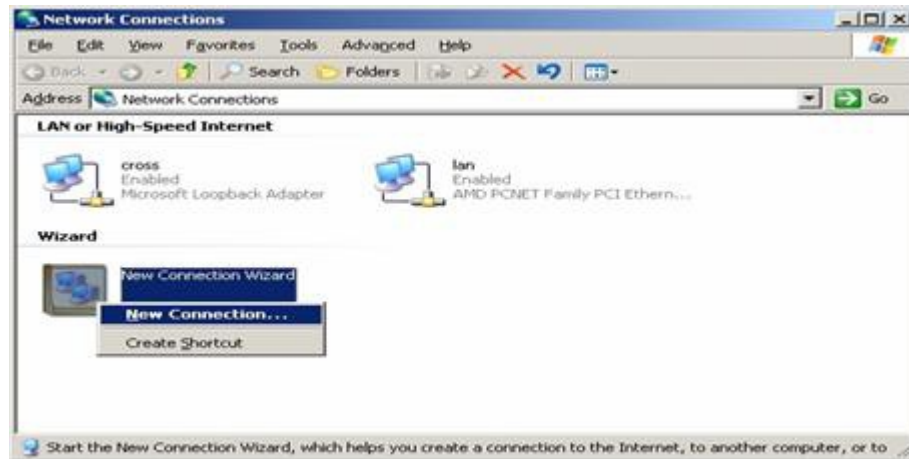 Network Connections
File Edit View Favorites Tools Advanced Help
Back Search Folders
Address Network Connections Go
LAN or High-Speed Internet
cross lan
Enabled Enabled
Microsoft Loopback Adapter AMD PCNET Family PCI Ethern...
Wizard
New Connection Wizard
New Connection...
Create Shortcut
Start the New Connection Wizard, which helps you create a connection to the Internet, to another computer, or to